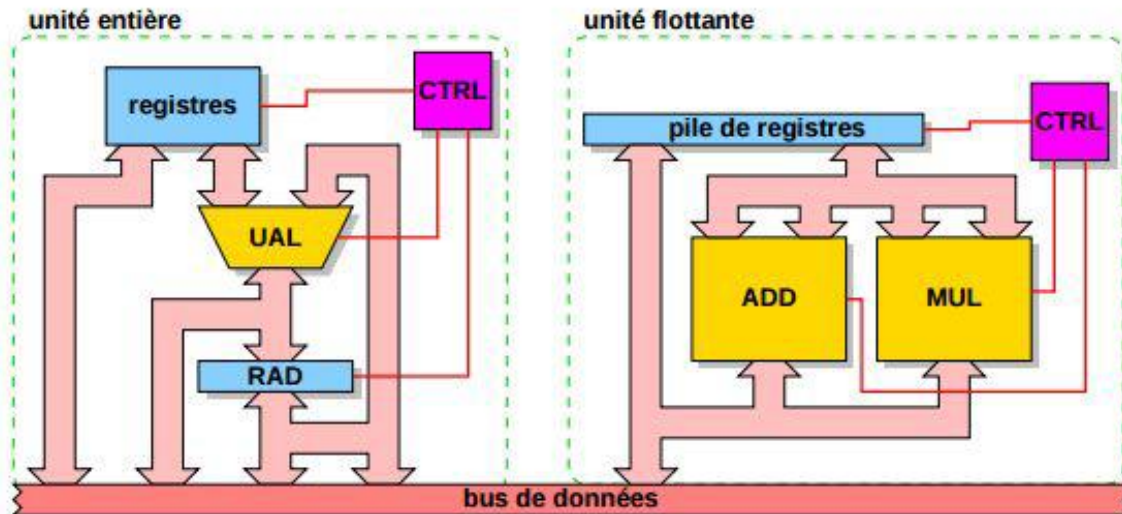 unité entière
unité flottante
registres
CTRL
UAL
RAD
pile de registres
CTRL
ADD
MUL
bus de données